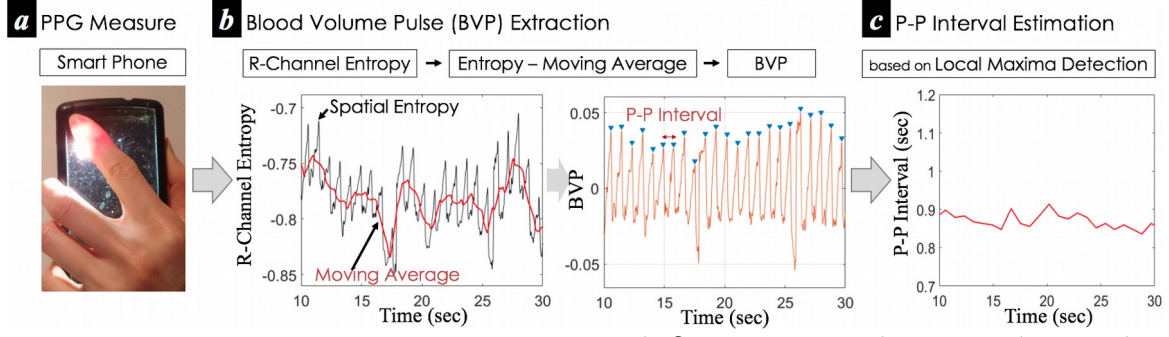 a PPG Measure
Smart Phone
b Blood Volume Pulse (BVP) Extraction
R-Channel Entropy
Entropy – Moving Average
BVP
R-Channel Entropy
-0.7
-0.75
-0.8
-0.85
Spatial Entropy
Moving Average
10 15 20 25 30
Time (sec)
BVP
0.05
0
-0.05
P-P Interval
10 15 20 25 30
Time (sec)
c P-P Interval Estimation
based on Local Maxima Detection
P-P Interval (sec)
1.2
1.1
1
0.9
0.8
0.7
10 15 20 25 30
Time (sec)